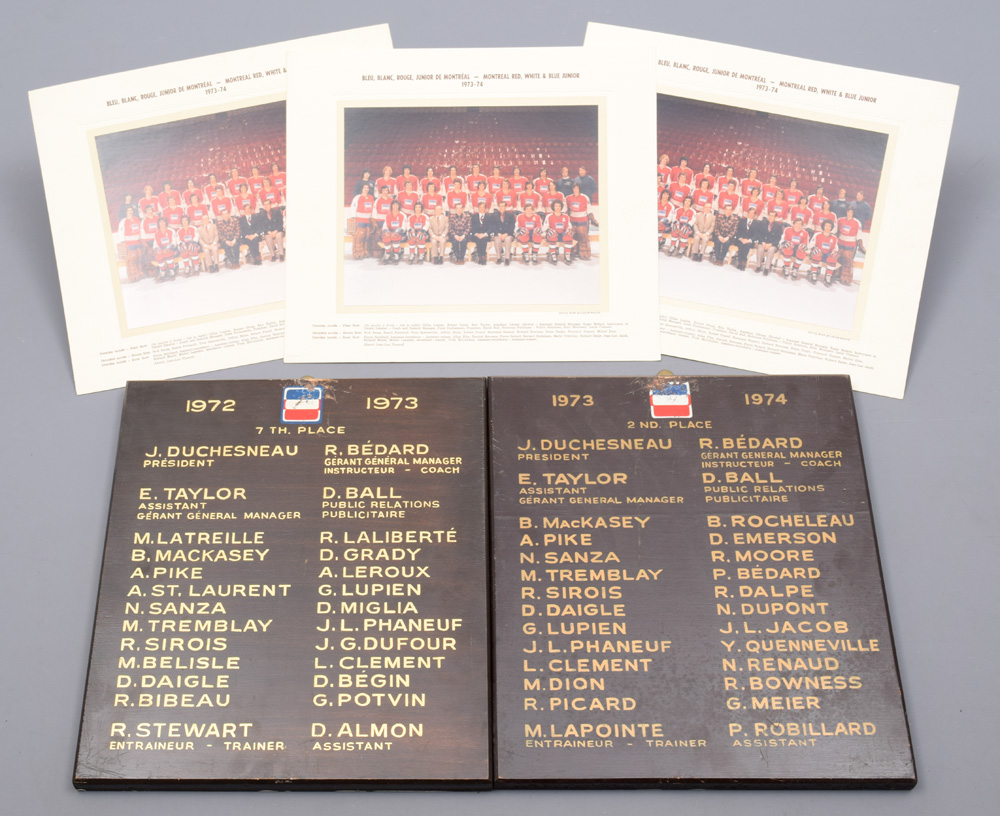 BLEU, BLANC, ROUGE, JUNIOR DE MONTRÉAL — MONTREAL RED, WHITE &
1973-74
BLEU, BLANC, ROUGE, JUNIOR DE MONTRÉAL — MONTREAL RED, WHITE & BLUE JUNIOR
1973-74
BLEU, BLANC, ROUGE, JUNIOR DE MONTRÉAL — MONTREAL RED, WHITE & BLUE JUNIOR
1973-74
1972 1973
7 TH. PLACE
J. DUCHESNEAU R. BÉDARD
PRÉSIDENT GÉRANT GÉNÉRAL MANAGER
INSTRUCTEUR - COACH
E. TAYLOR D. BALL
ASSISTANT PUBLIC RELATIONS
GÉRANT GÉNERAL MANAGER PUBLICITAIRE
M. LATREILLE R. LALIBERTÉ
B. MACKASEY D. GRADY
A. PIKE A. LEROUX
A. ST. LAURENT G. LUPIEN
N. SANZA D. MIGLIA
M. TREMBLAY J. L. PHANEUF
R. SIROIS J. G. DUFOUR
M. BELISLE L. CLEMENT
D. DAIGLE D. BÉGIN
R. BIBEAU G. POTVIN
R. STEWART D. ALMON
ENTRAINEUR - TRAINER ASSISTANT
1973 1974
2 ND. PLACE
J. DUCHESNEAU R. BÉDARD
PRESIDENT GÉRANT GÉNÉRAL MANAGER
INSTRUCTEUR - COACH
E. TAYLOR D. BALL
ASSISTANT PUBLIC RELATIONS
GÉRANT GENERAL MANAGER PUBLICITAIRE
B. MacKASEY B. ROCHELEAU
A. PIKE D. EMERSON
N. SANZA R. MOORE
M. TREMBLAY P. BÉDARD
R. SIROIS R. DALPE
D. DAIGLE N. DUPONT
G. LUPIEN J. L. JACOB
J. L. PHANEUF Y. QUENNEVILLE
L. CLEMENT N. RENAUD
M. DION R. BOWNESS
R. PICARD G. MEIER
M. LAPOINTE P. ROBILLARD
ENTRAINEUR - TRAINER ASSISTANT